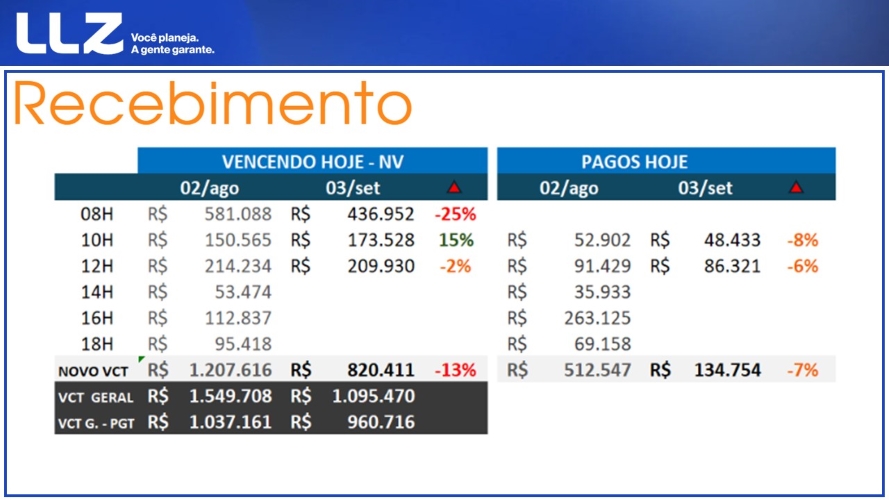 LLZ
Você planeja.
A gente garante.
Recebimento
VENCENDO HOJE - NV PAGOS HOJE
02/ago 03/set 02/ago 03/set
08H R$ 581.088 R$ 436.952 -25%
10H R$ 150.565 R$ 173.528 15% R$ 52.902 R$ 48.433 -8%
12H R$ 214.234 R$ 209.930 -2% R$ 91.429 R$ 86.321 -6%
14H R$ 53.474 R$ 35.933
16H R$ 112.837 R$ 263.125
18H R$ 95.418 R$ 69.158
NOVO VCT R$ 1.207.616 R$ 820.411 -13% R$ 512.547 R$ 134.754 -7%
VCT GERAL R$ 1.549.708 R$ 1.095.470
VCT G. - PGT R$ 1.037.161 R$ 960.716